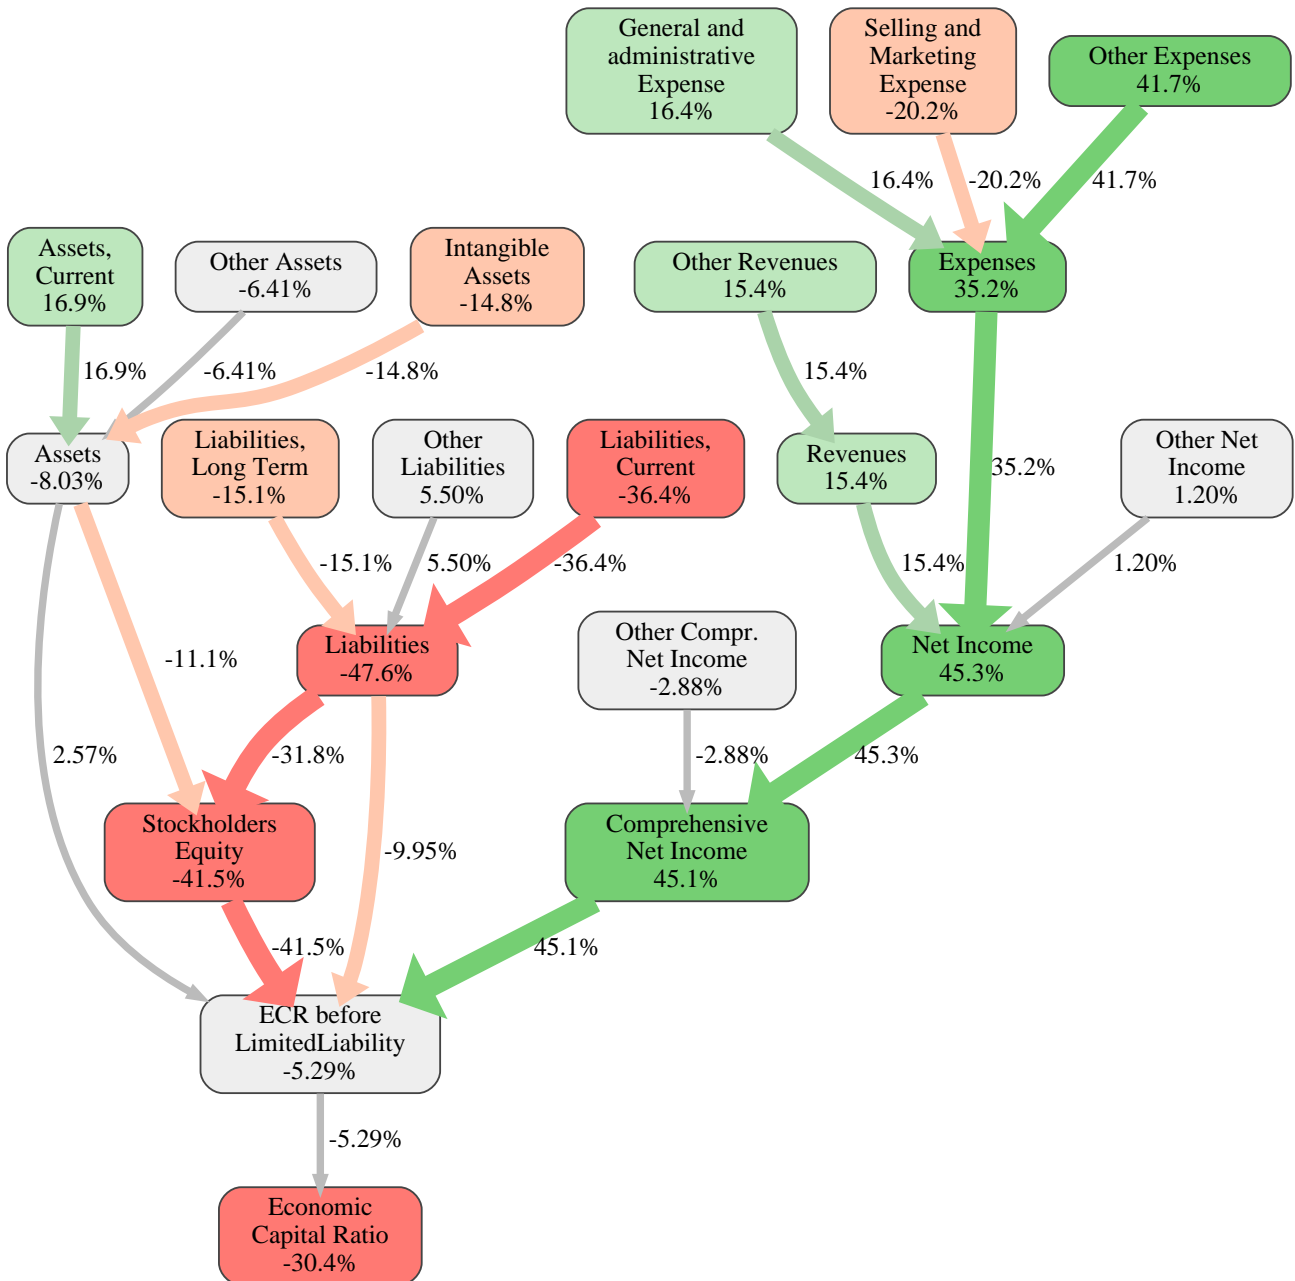 General and
administrative
Expense
16.4%
Selling and
Marketing
Expense
-20.2%
Other Expenses
41.7%
16.4%
-20.2%
41.7%
Assets,
Current
16.9%
Other Assets
-6.41%
Intangible
Assets
-14.8%
Other Revenues
15.4%
Expenses
35.2%
16.9%
-6.41%
-14.8%
15.4%
35.2%
Assets
-8.03%
Liabilities,
Long Term
-15.1%
Other
Liabilities
5.50%
Liabilities,
Current
-36.4%
Revenues
15.4%
Other Net
Income
1.20%
-15.1%
5.50%
-36.4%
15.4%
1.20%
Liabilities
-47.6%
Other Compr.
Net Income
-2.88%
Net Income
45.3%
-11.1%
2.57%
-31.8%
-2.88%
45.3%
Stockholders
Equity
-41.5%
-9.95%
Comprehensive
Net Income
45.1%
-41.5%
45.1%
ECR before
LimitedLiability
-5.29%
-5.29%
Economic
Capital Ratio
-30.4%